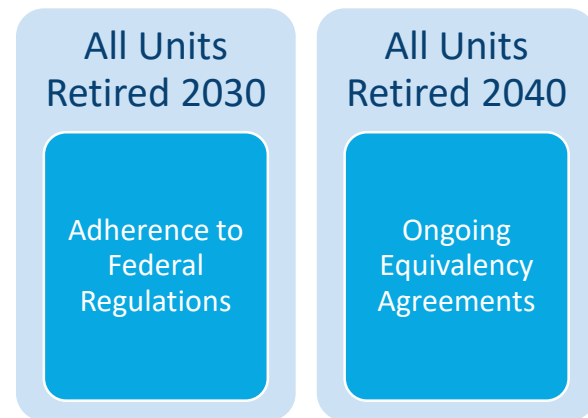 All Units
Retired 2030
Adherence to
Federal
Regulations
All Units
Retired 2040
Ongoing
Equivalency
Agreements